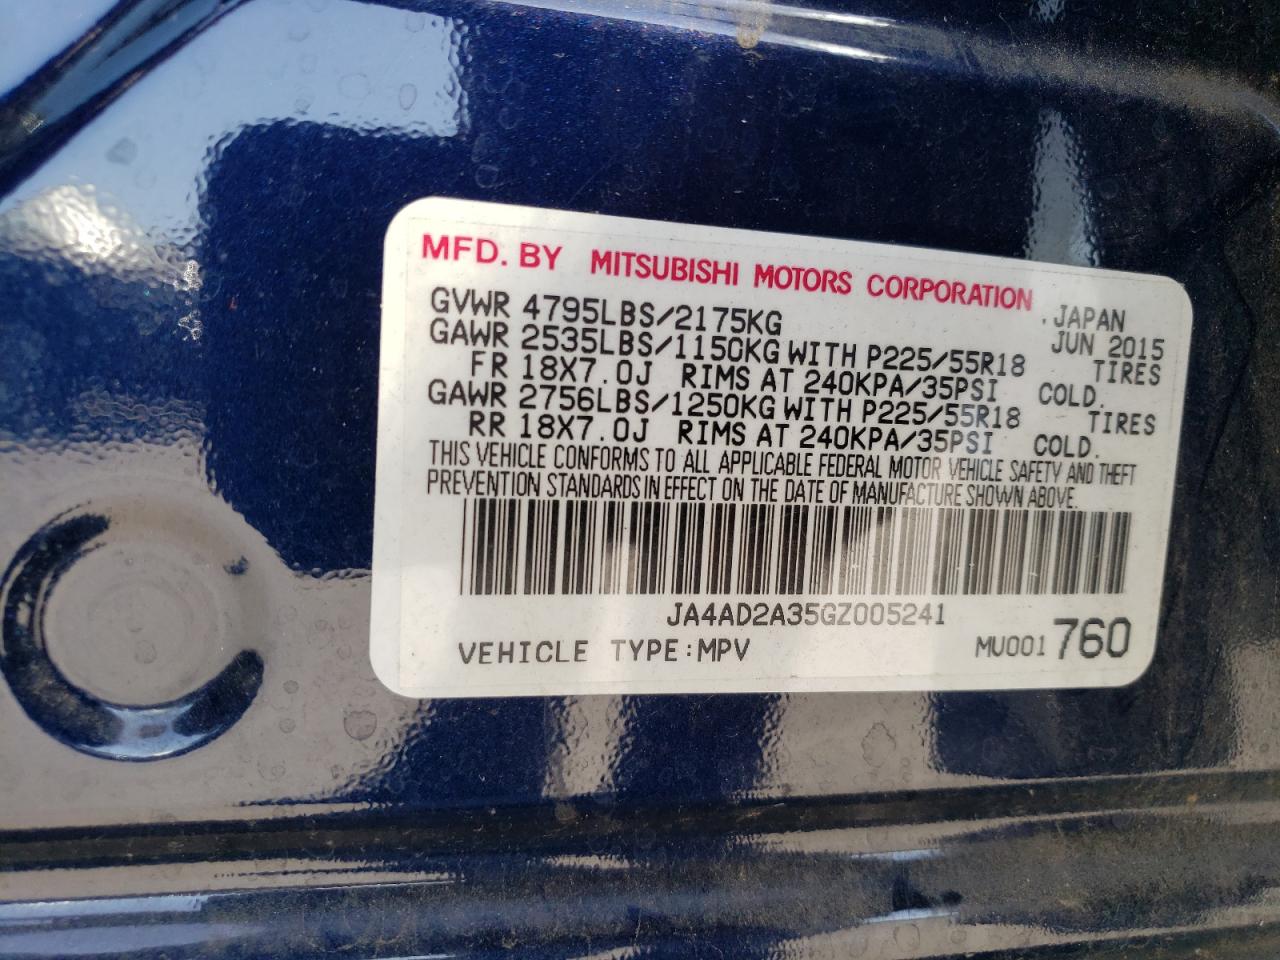 MFD. BY MITSUBISHI MOTORS CORPORATION
. JAPAN
GVWR 4795LBS/2175KG JUN 2015
GAWR 2535LBS/1150KG WITH P225/55R18 TIRES
FR 18X7.0J RIMS AT 240KPA/35PSI COLD.
GAWR 2756LBS/1250KG WITH P225/55R18 TIRES
RR 18X7.0J RIMS AT 240KPA/35PSI COLD.
THIS VEHICLE CONFORMS TO ALL APPLICABLE FEDERAL MOTOR VEHICLE SAFETY AND THEFT
PREVENTION STANDARDS IN EFFECT ON THE DATE OF MANUFACTURE SHOWN ABOVE.
JA4AD2A35GZ005241
VEHICLE TYPE:MPV MU001 760